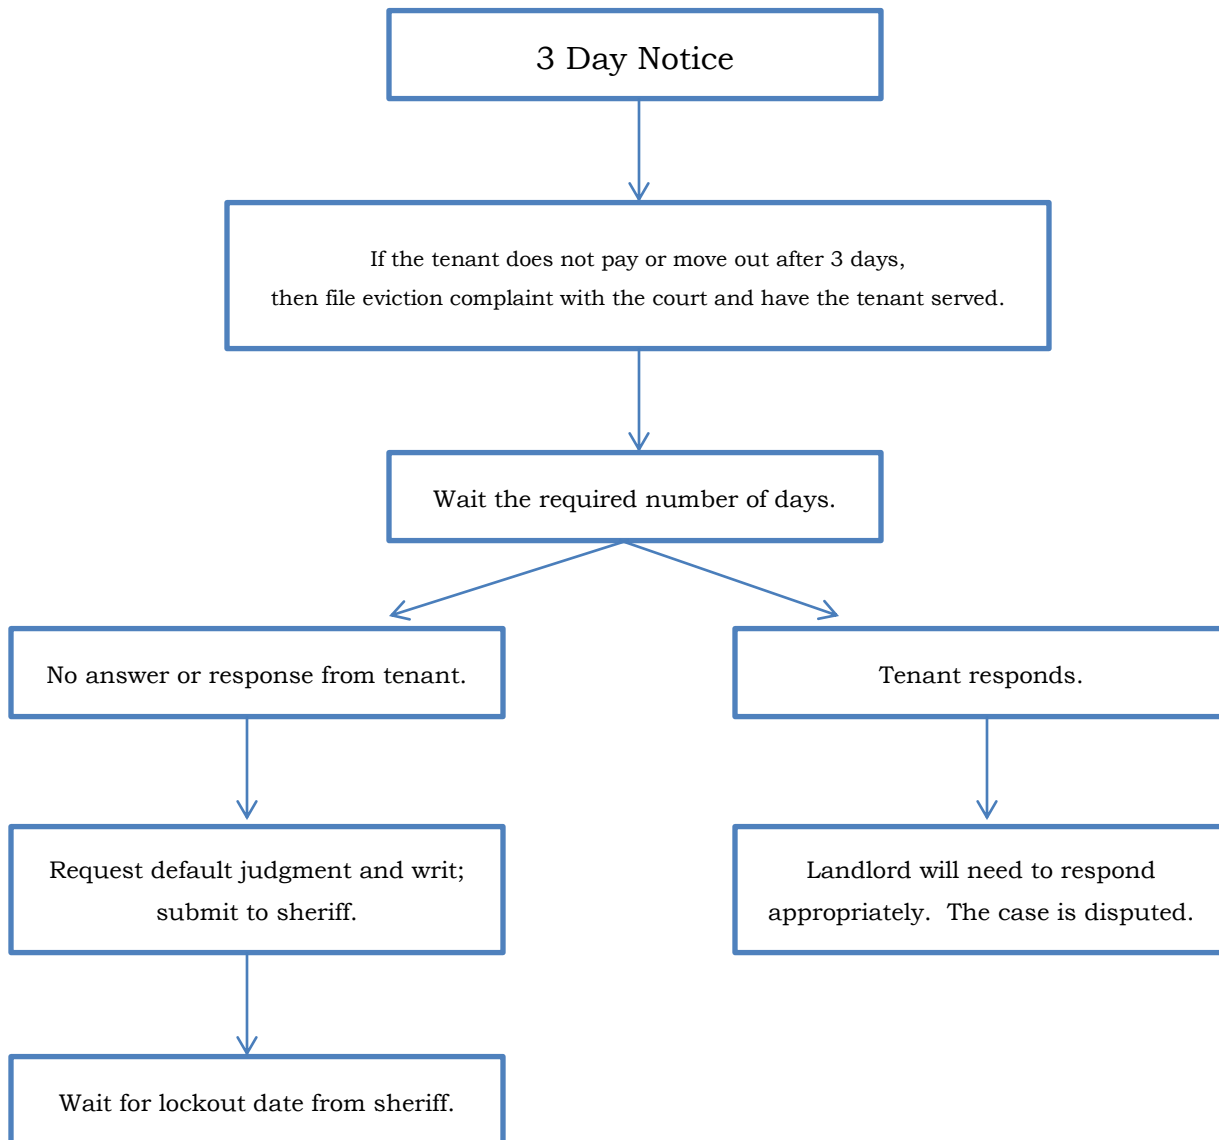 3 Day Notice
If the tenant does not pay or move out after 3 days,
then file eviction complaint with the court and have the tenant served.
Wait the required number of days.
No answer or response from tenant.
Tenant responds.
Request default judgment and writ;
submit to sheriff.
Landlord will need to respond
appropriately.  The case is disputed.
Wait for lockout date from sheriff.